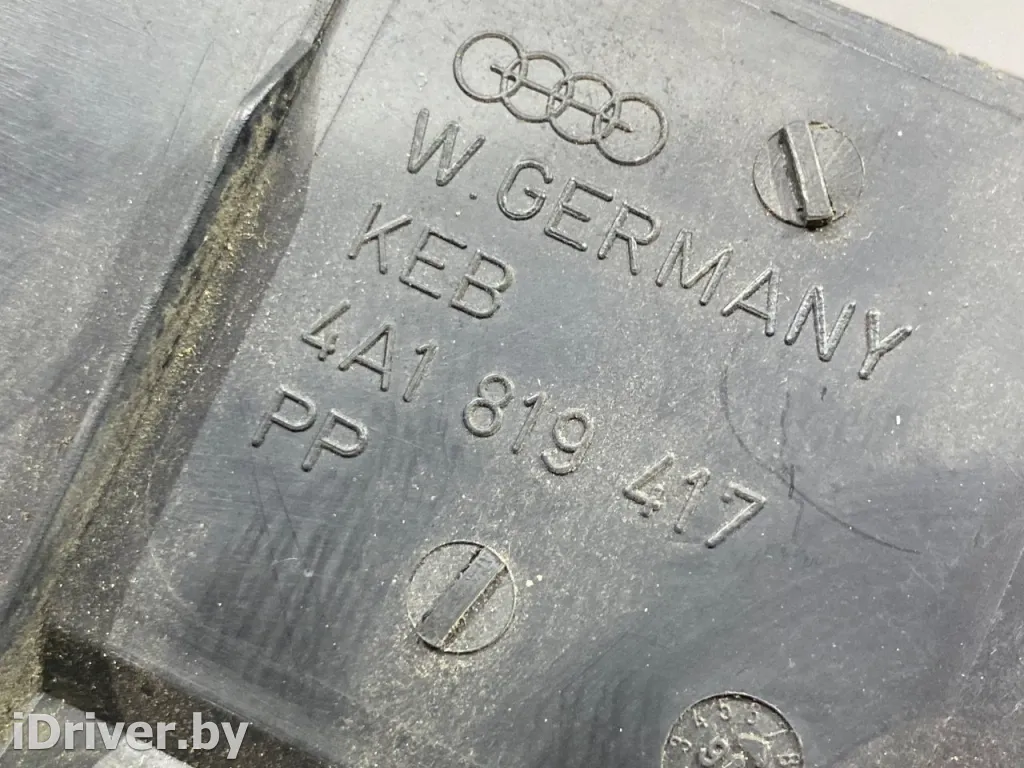 W.GERMANY
KEB
4A1 819 417
PP
iDriver.by